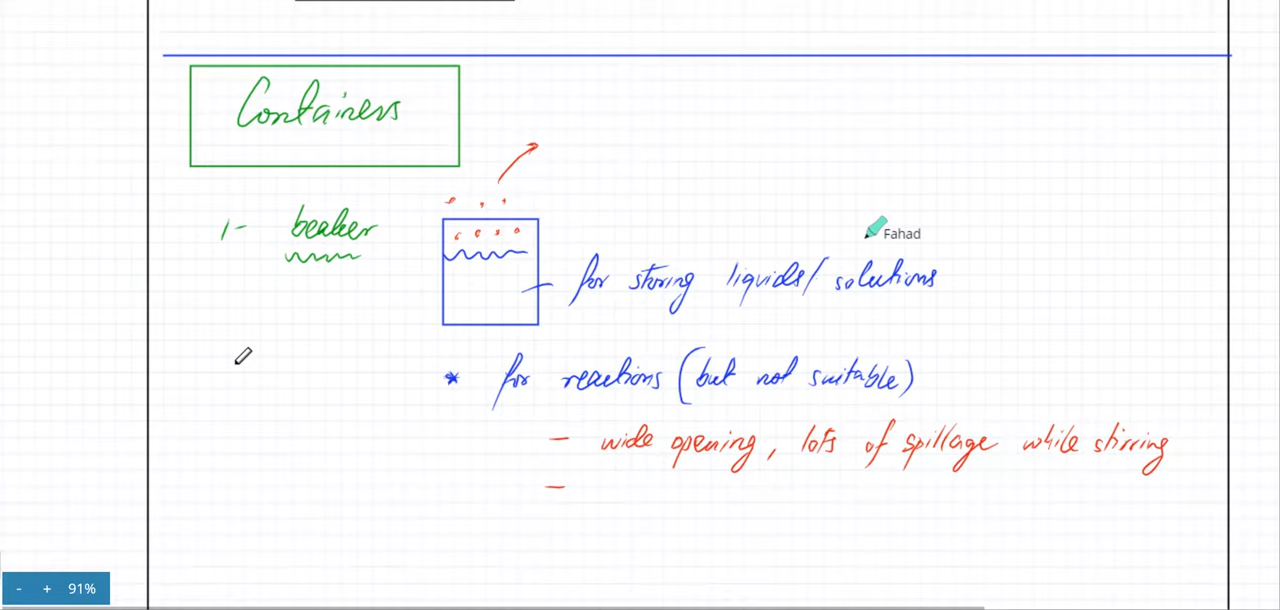 Containers
1- beaker
Fahad
- for storing liquids/ solutions
* for reactions (but not suitable)
- wide opening, lots of spillage while stirring
-
- + 91%